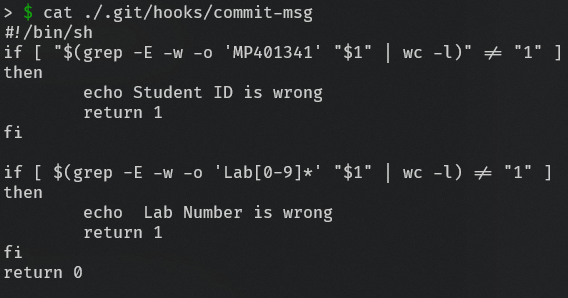 > $ cat ./.git/hooks/commit-msg
#!/bin/sh
if [ "$(grep -E -w -o 'MP401341' "$1" | wc -l)" != "1" ]
then
        echo Student ID is wrong
        return 1
fi

if [ $(grep -E -w -o 'Lab[0-9]*' "$1" | wc -l) != "1" ]
then
        echo  Lab Number is wrong
        return 1
fi
return 0